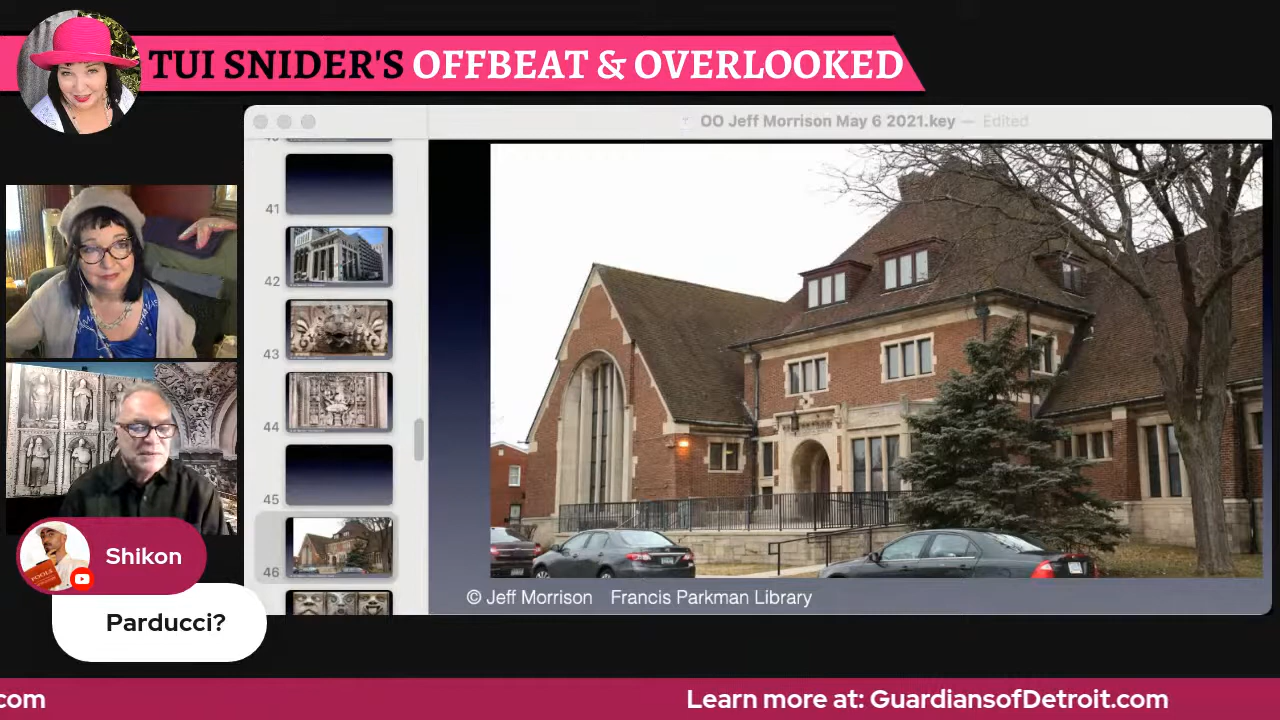 TUI SNIDER'S OFFBEAT & OVERLOOKED
OO Jeff Morrison May 6 2021.key — Edited
41
42
43
44
45
46
© Jeff Morrison Francis Parkman Library
Shikon
Parducci?
.com
Learn more at: GuardiansofDetroit.com